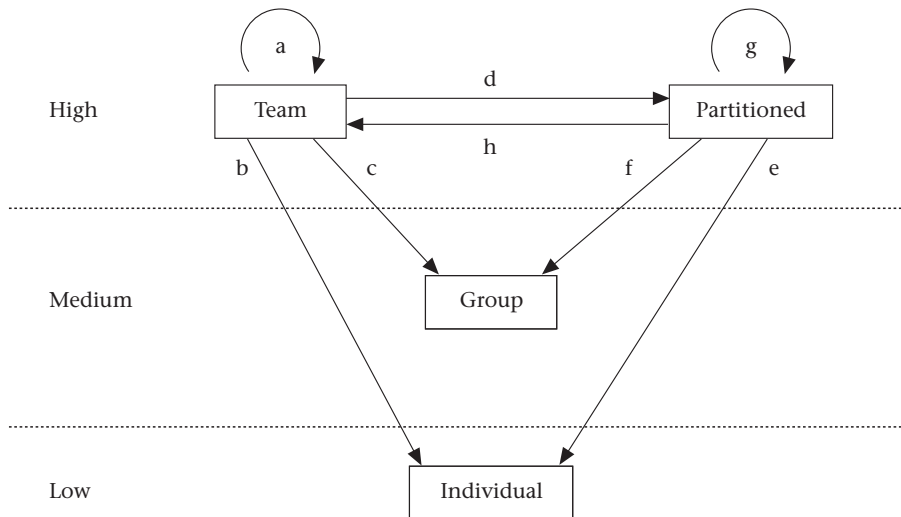 a
g
d
High
Team
Partitioned
h
b
c
f
e
Medium
Group
Low
Individual